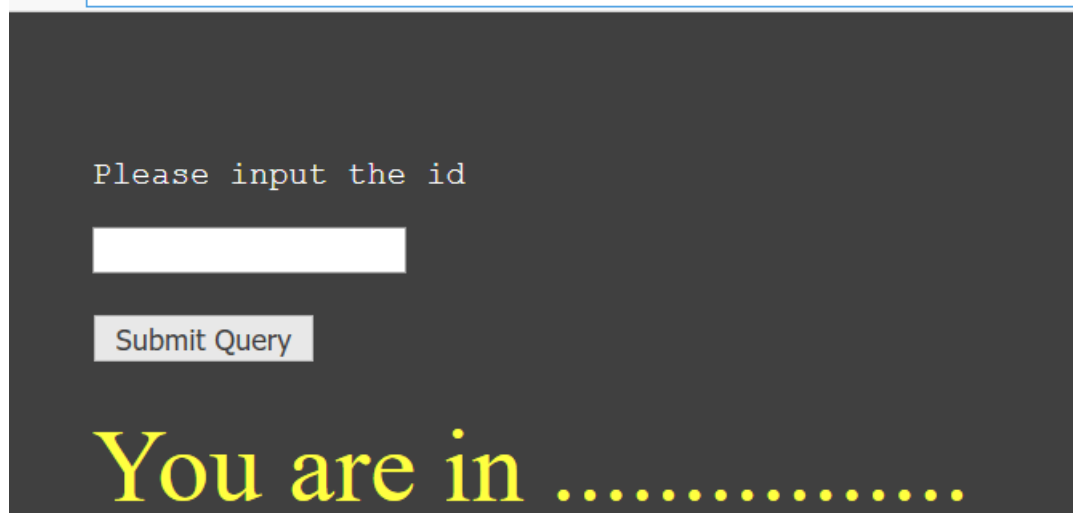 Please input the id
Submit Query
You are in ................